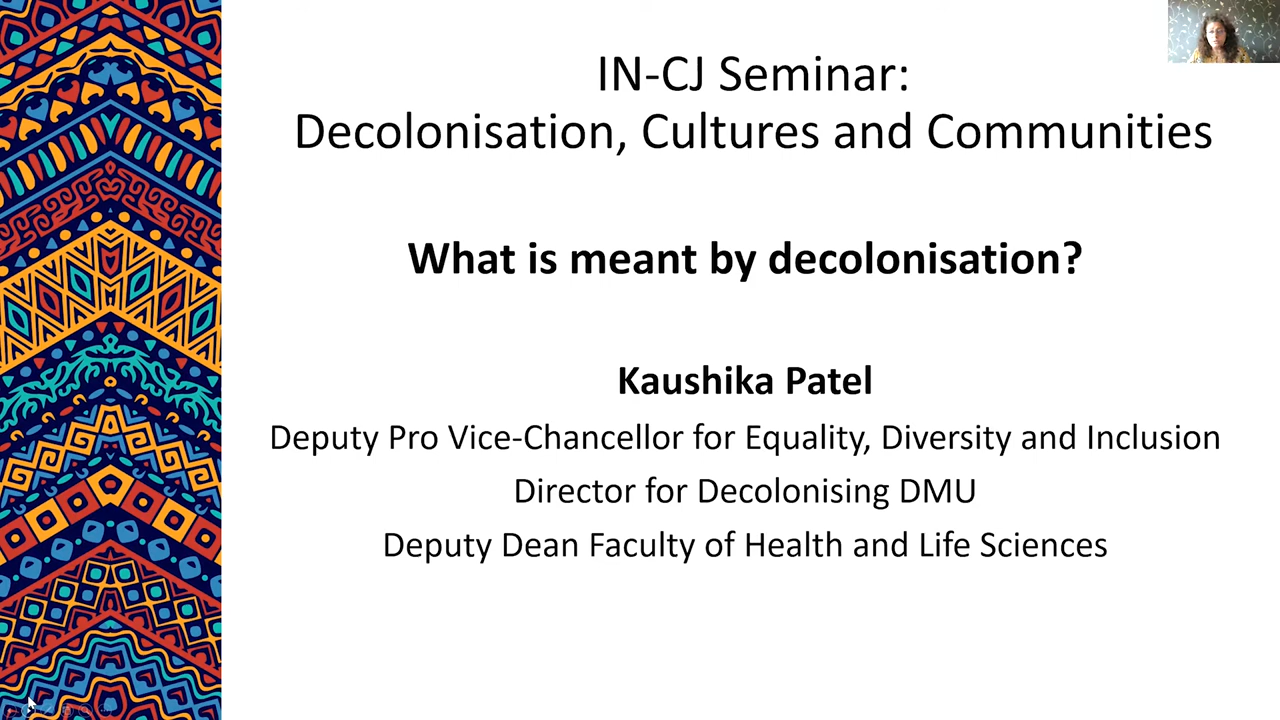 IN-CJ Seminar:
Decolonisation, Cultures and Communities
What is meant by decolonisation?
Kaushika Patel
Deputy Pro Vice-Chancellor for Equality, Diversity and Inclusion
Director for Decolonising DMU
Deputy Dean Faculty of Health and Life Sciences